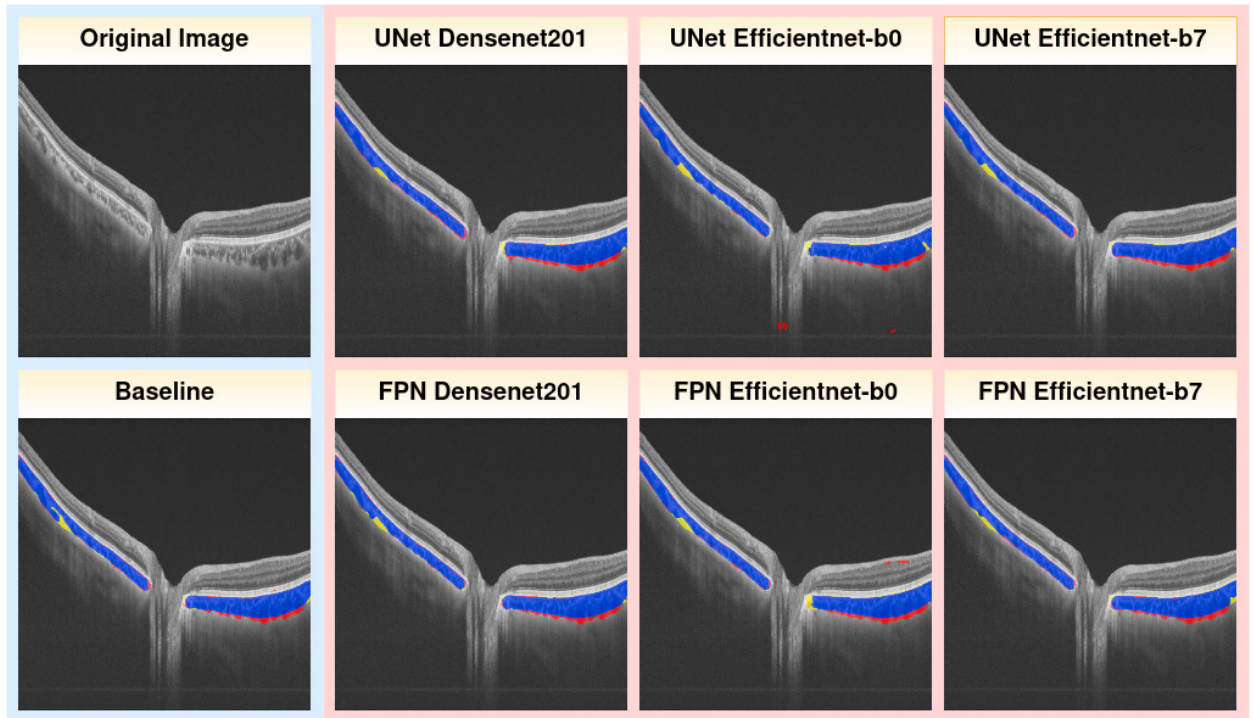 Original Image
UNet Densenet201
UNet Efficientnet-b0
UNet Efficientnet-b7
Baseline
FPN Densenet201
FPN Efficientnet-b0
FPN Efficientnet-b7